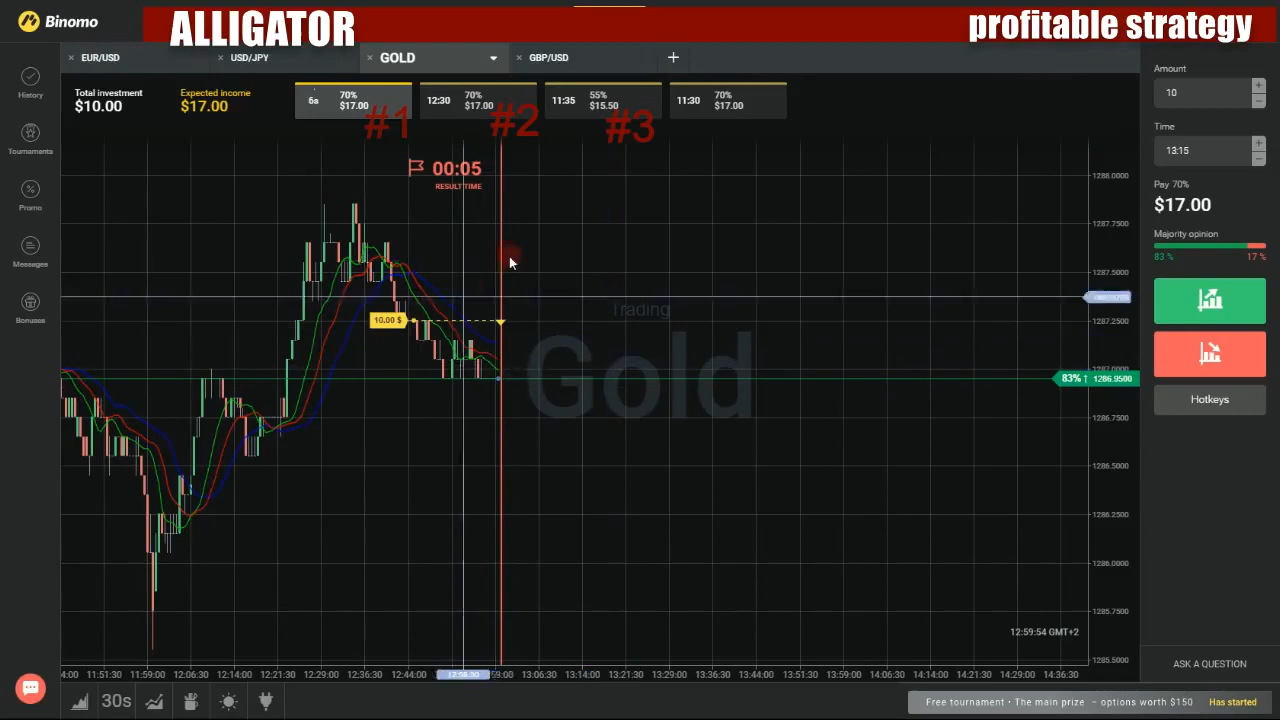 Binomo
ALLIGATOR
profitable strategy
EUR/USD
USD/JPY
GOLD
GBP/USD
Total investment
$10.00
Expected income
$17.00
6s
70%
$17.00
12:30
70%
$17.00
11:35
55%
$15.50
11:30
70%
$17.00
#1
#2
#3
History
Tournaments
Promo
Messages
Bonuses
00:05
RESULT TIME
10.00 $
Trading
Gold
1288.0000
1287.7500
1287.5000
1287.2500
1287.0000
83%↑ 1286.9500
1286.7500
1286.5000
1286.2500
1286.0000
1285.7500
1285.5000
12:59:54 GMT+2
4:00 11:51:30 11:59:00 12:06:30 12:14:00 12:21:30 12:29:00 12:36:30 12:44:00 12:58:30 59:00 13:06:30 13:14:00 13:21:30 13:29:00 13:36:30 13:44:00 13:51:30 13:59:00 14:06:30 14:14:00 14:21:30 14:29:00 14:36:30
30s
Amount
10
Time
13:15
Pay 70%
$17.00
Majority opinion
83 %
17 %
Hotkeys
ASK A QUESTION
Free tournament • The main prize – options worth $150 Has started